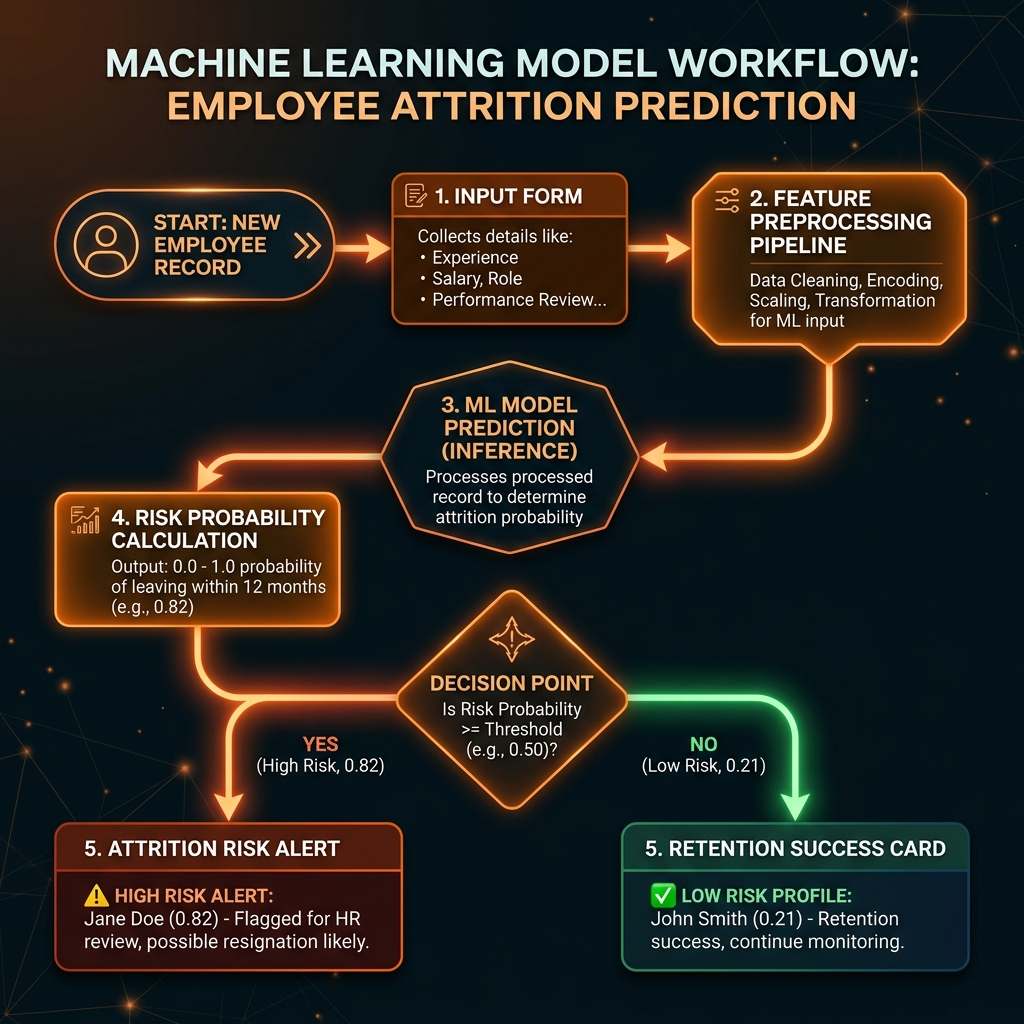 MACHINE LEARNING MODEL WORKFLOW:
EMPLOYEE ATTRITION PREDICTION
START: NEW
EMPLOYEE
RECORD
1. INPUT FORM
Collects details like:
• Experience
• Salary, Role
• Performance Review...
2. FEATURE
PREPROCESSING
PIPELINE
Data Cleaning, Encoding,
Scaling, Transformation
for ML input
3. ML MODEL
PREDICTION
(INFERENCE)
Processes processed
record to determine
attrition probability
4. RISK PROBABILITY
CALCULATION
Output: 0.0 - 1.0 probability
of leaving within 12 months
(e.g., 0.82)
DECISION POINT
Is Risk Probability
>= Threshold
(e.g., 0.50)?
YES
(High Risk, 0.82)
NO
(Low Risk, 0.21)
5. ATTRITION RISK ALERT
⚠️ HIGH RISK ALERT:
Jane Doe (0.82) - Flagged for HR
review, possible resignation likely.
5. RETENTION SUCCESS CARD
✅ LOW RISK PROFILE:
John Smith (0.21) - Retention
success, continue monitoring.